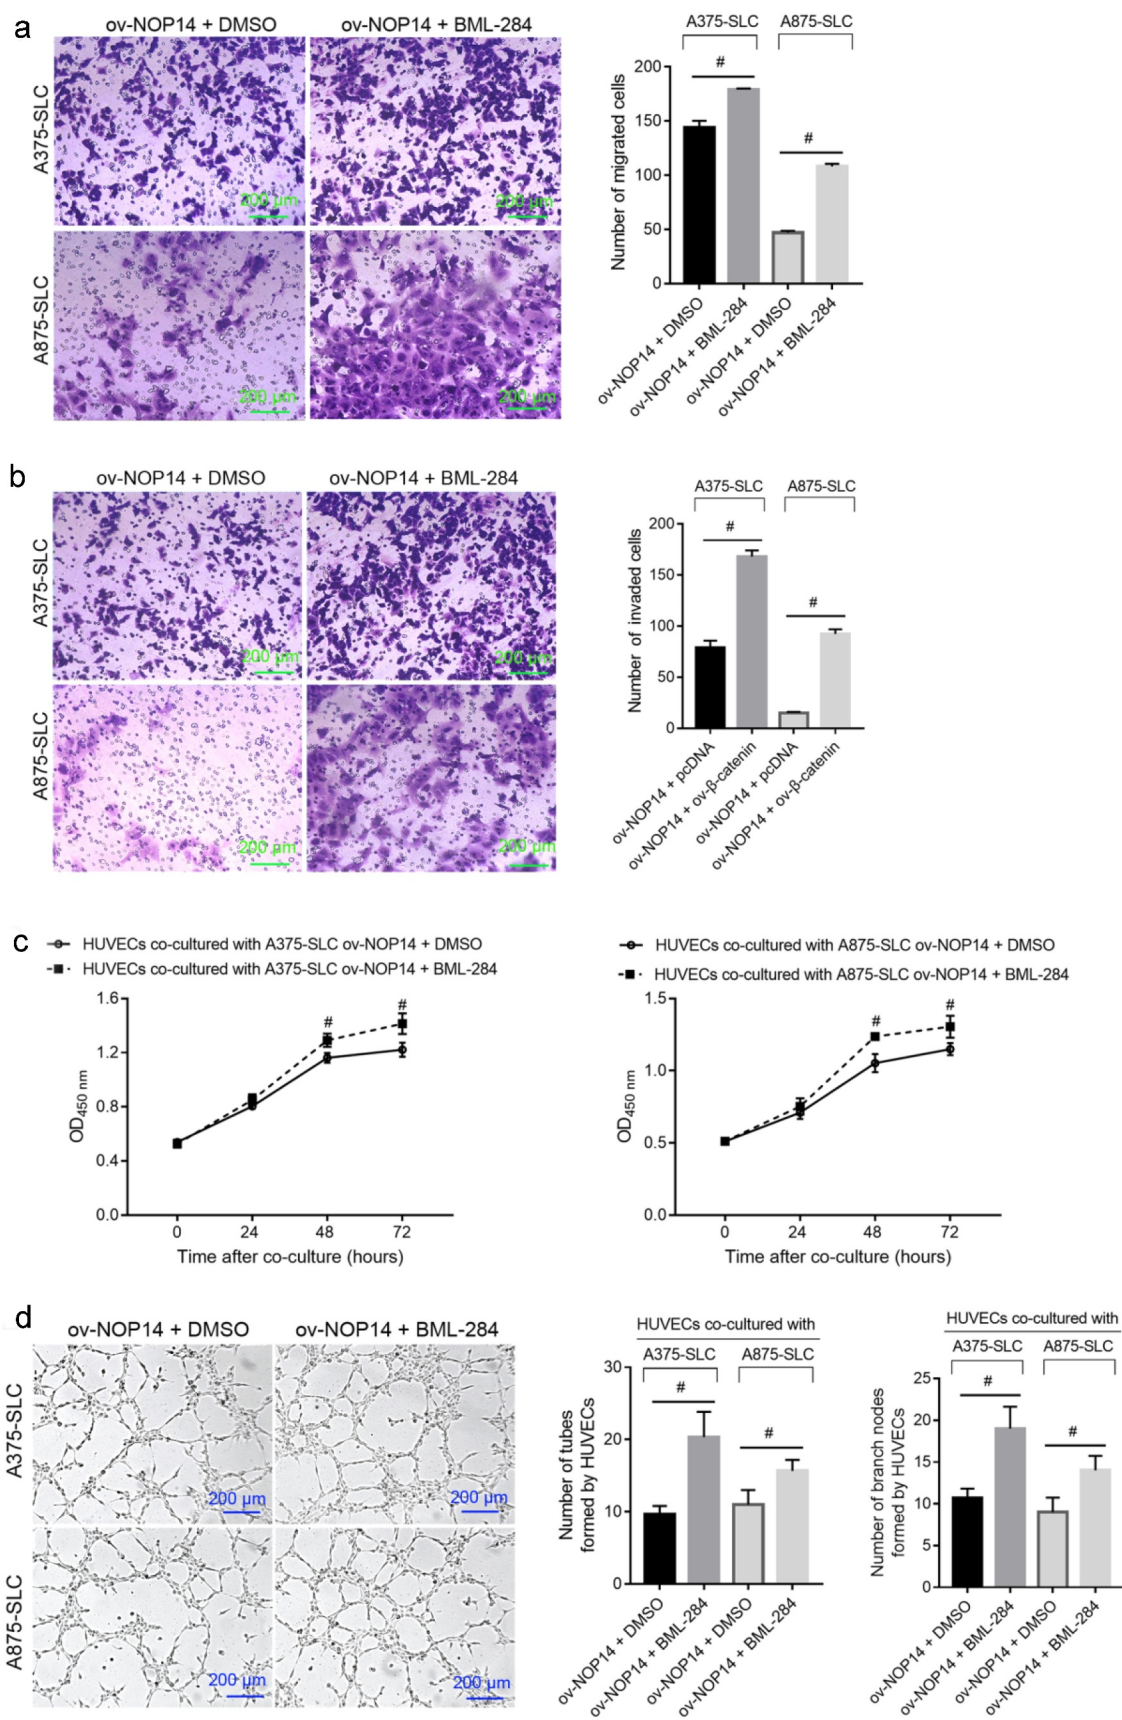 a
ov-NOP14 + DMSO
ov-NOP14 + BML-284
A375-SLC
A875-SLC
200 µm
200 µm
200 µm
200 µm
A375-SLC
A875-SLC
Number of migrated cells
200
150
100
50
0
#
#
ov-NOP14 + DMSO
ov-NOP14 + BML-284
ov-NOP14 + DMSO
ov-NOP14 + BML-284
b
ov-NOP14 + DMSO
ov-NOP14 + BML-284
A375-SLC
A875-SLC
200 µm
200 µm
200 µm
200 µm
A375-SLC
A875-SLC
Number of invaded cells
200
150
100
50
0
#
#
ov-NOP14 + pcDNA
ov-NOP14 + ov-β-catenin
ov-NOP14 + pcDNA
ov-NOP14 + ov-β-catenin
c
HUVECs co-cultured with A375-SLC ov-NOP14 + DMSO
HUVECs co-cultured with A375-SLC ov-NOP14 + BML-284
OD450 nm
1.6
1.2
0.8
0.4
0.0
#
#
0 24 48 72
Time after co-culture (hours)
HUVECs co-cultured with A875-SLC ov-NOP14 + DMSO
HUVECs co-cultured with A875-SLC ov-NOP14 + BML-284
OD450 nm
1.5
1.0
0.5
0.0
#
#
0 24 48 72
Time after co-culture (hours)
d
ov-NOP14 + DMSO
ov-NOP14 + BML-284
A375-SLC
A875-SLC
200 µm
200 µm
200 µm
200 µm
HUVECs co-cultured with
A375-SLC
A875-SLC
Number of tubes
formed by HUVECs
30
20
10
0
#
#
ov-NOP14 + DMSO
ov-NOP14 + BML-284
ov-NOP14 + DMSO
ov-NOP14 + BML-284
HUVECs co-cultured with
A375-SLC
A875-SLC
Number of branch nodes
formed by HUVECs
25
20
15
10
5
0
#
#
ov-NOP14 + DMSO
ov-NOP14 + BML-284
ov-NOP14 + DMSO
ov-NOP14 + BML-284